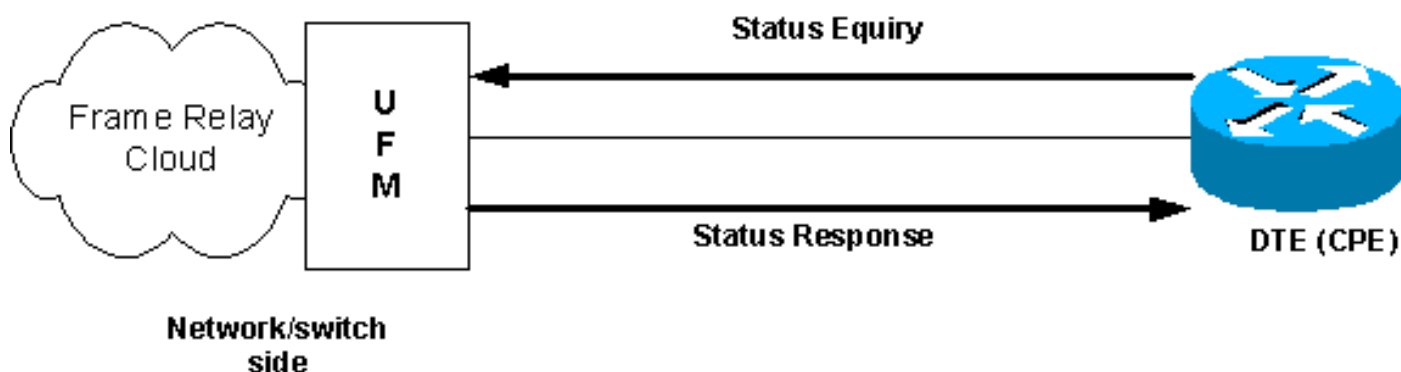 Status Equiry
Frame Relay
Cloud
U
F
M
Status Response
DTE (CPE)
Network/switch
side